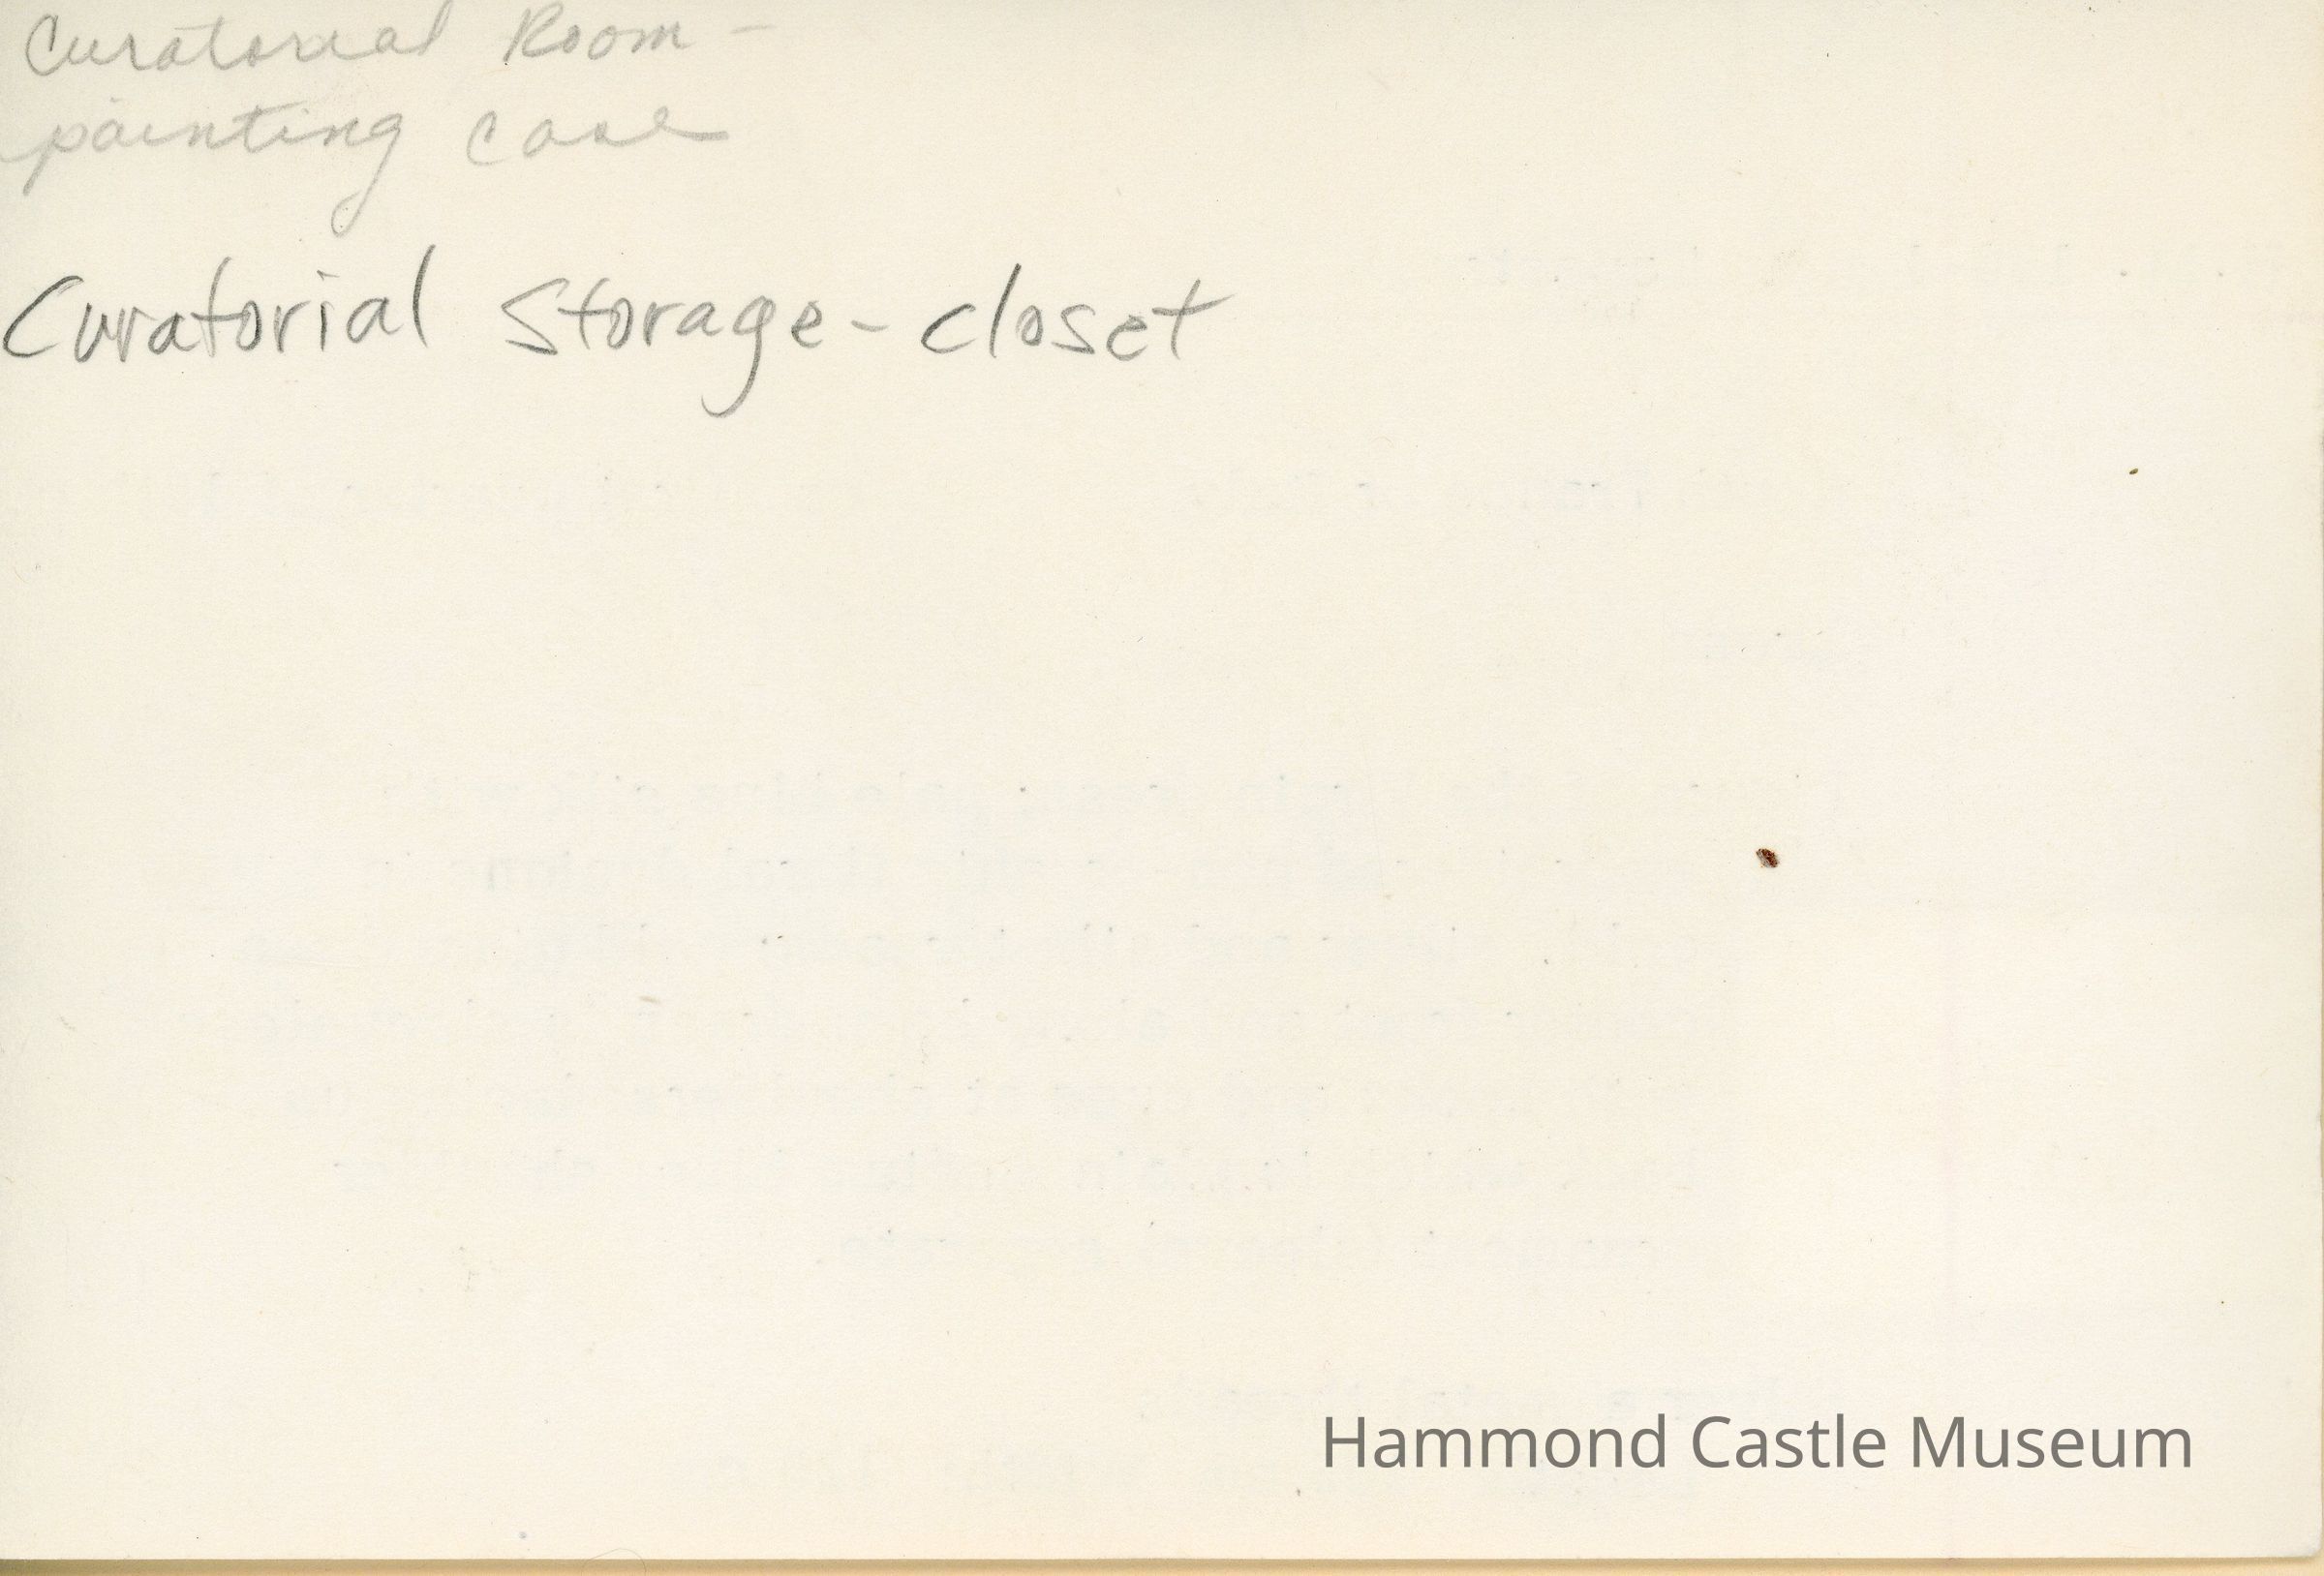 Curatorial Room -
painting case
Curatorial Storage - closet
Hammond Castle Museum